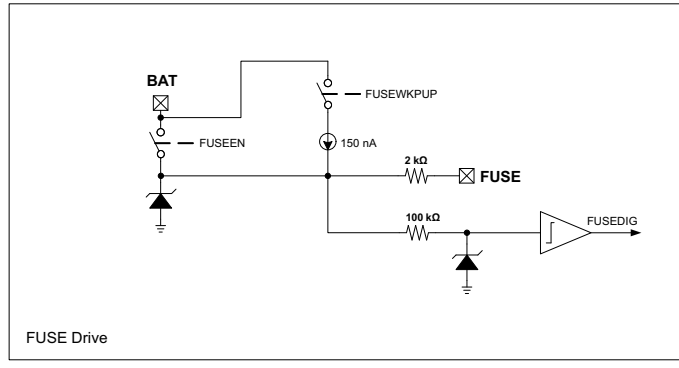 BAT
FUSEWKPUP
FUSEEN
150 nA
2 kΩ
FUSE
100 kΩ
FUSEDIG
FUSE Drive